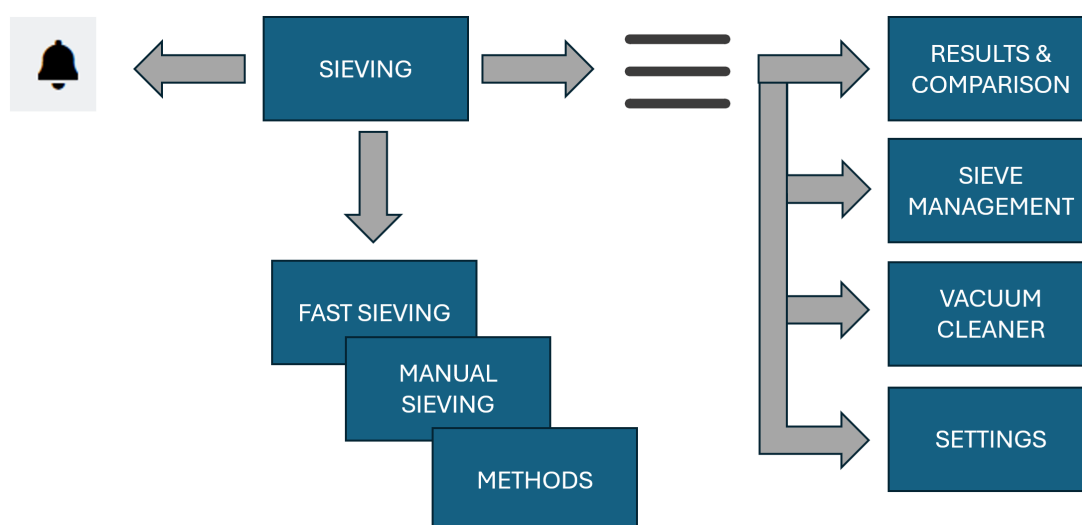 SIEVING
RESULTS &
COMPARISON
SIEVE
MANAGEMENT
VACUUM
CLEANER
SETTINGS
FAST SIEVING
MANUAL
SIEVING
METHODS